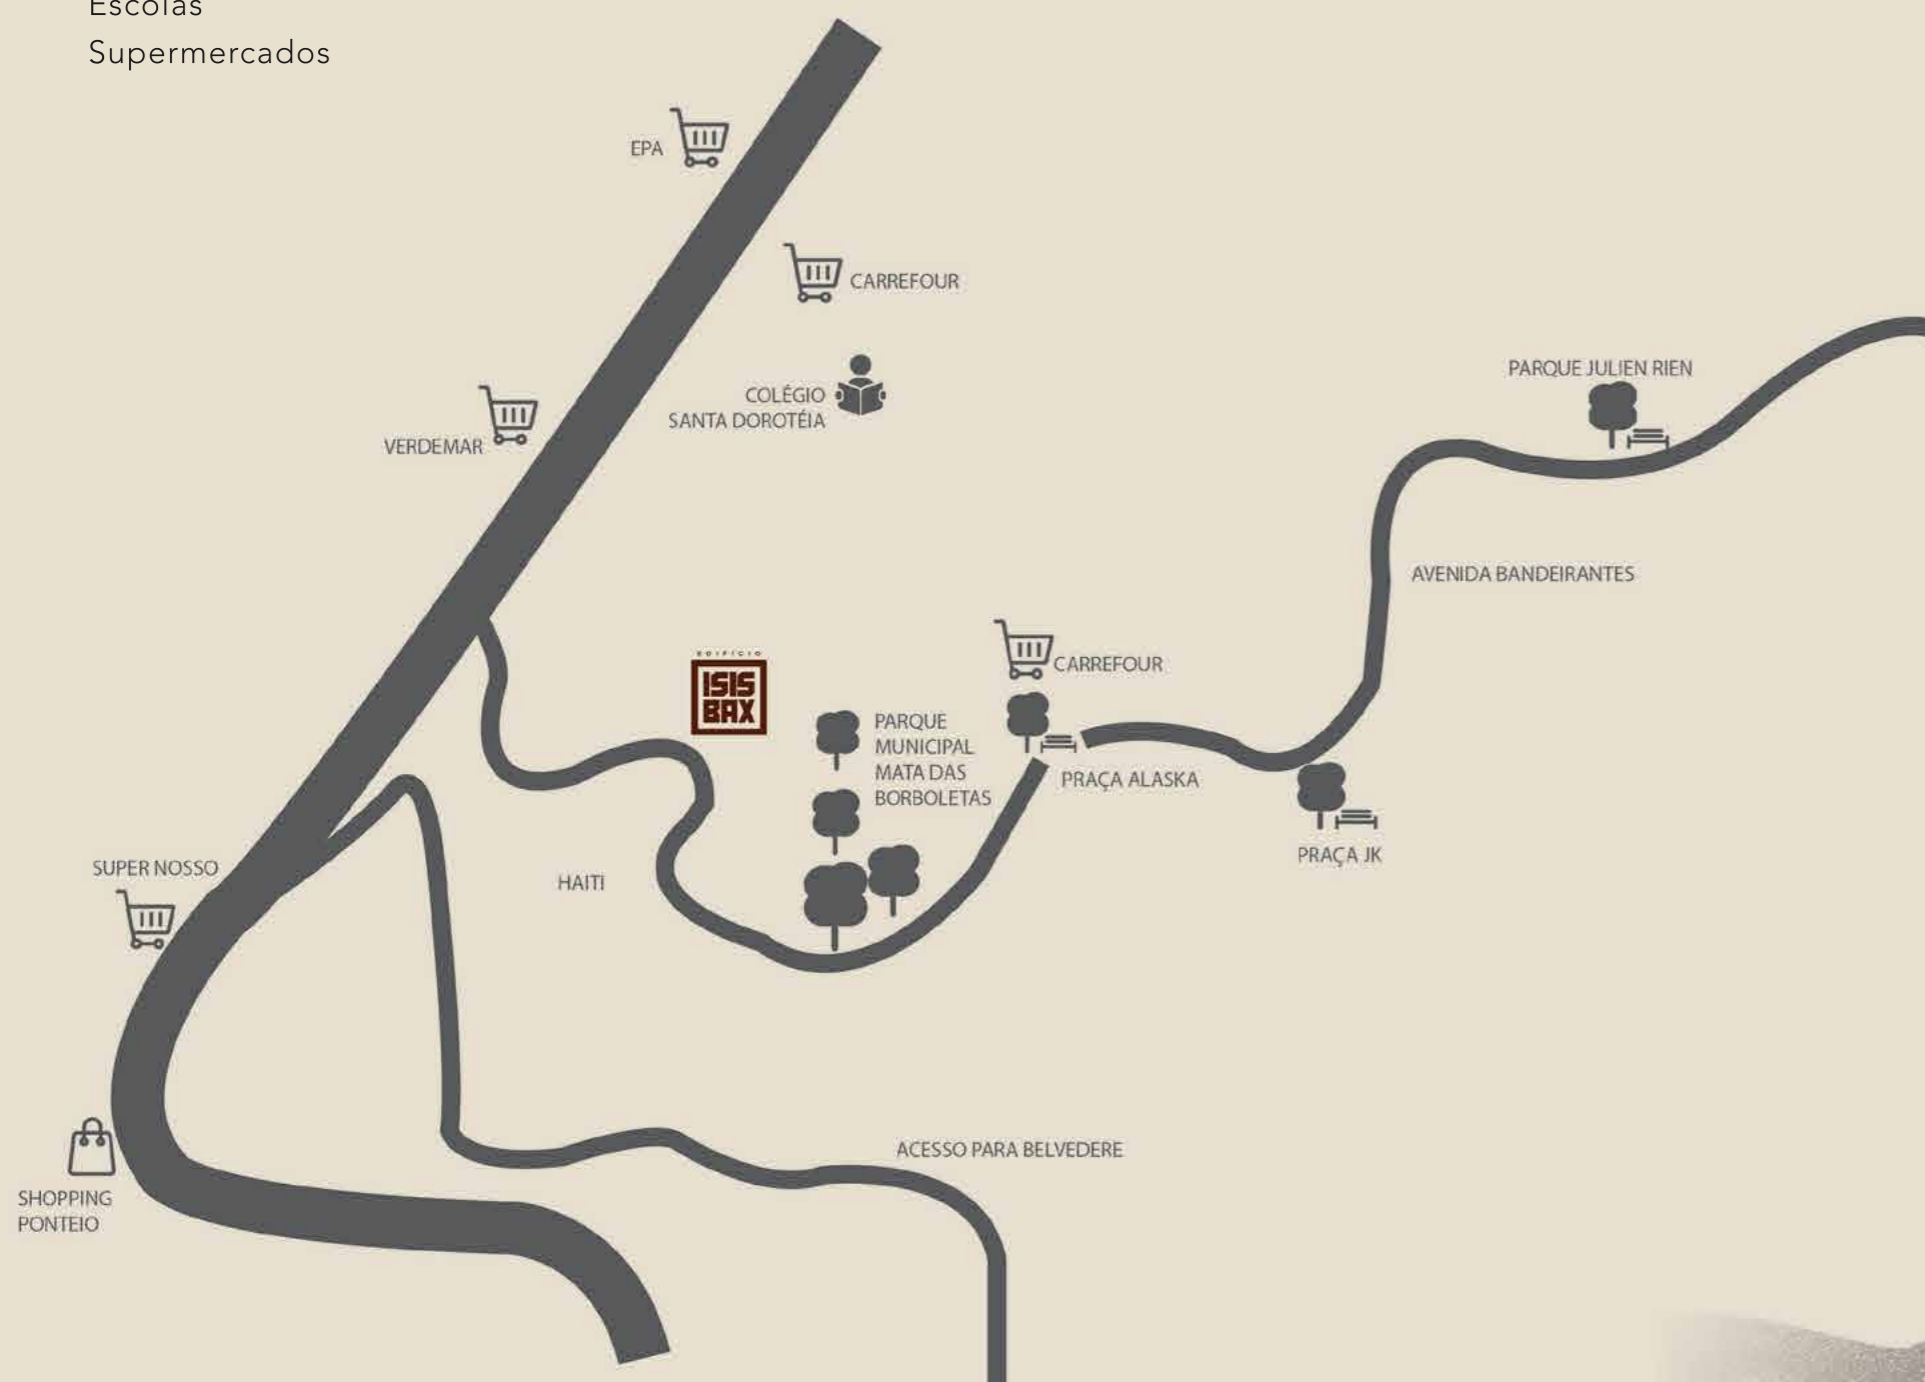 Escolas
Supermercados
EPA
CARREFOUR
COLÉGIO
SANTA DOROTÉIA
VERDEMAR
PARQUE JULIEN RIEN
AVENIDA BANDEIRANTES
EDIFÍCIO
ISIS
BAX
CARREFOUR
PARQUE
MUNICIPAL
MATA DAS
BORBOLETAS
PRAÇA ALASKA
PRAÇA JK
SUPER NOSSO
HAITI
ACESSO PARA BELVEDERE
SHOPPING
PONTEIO